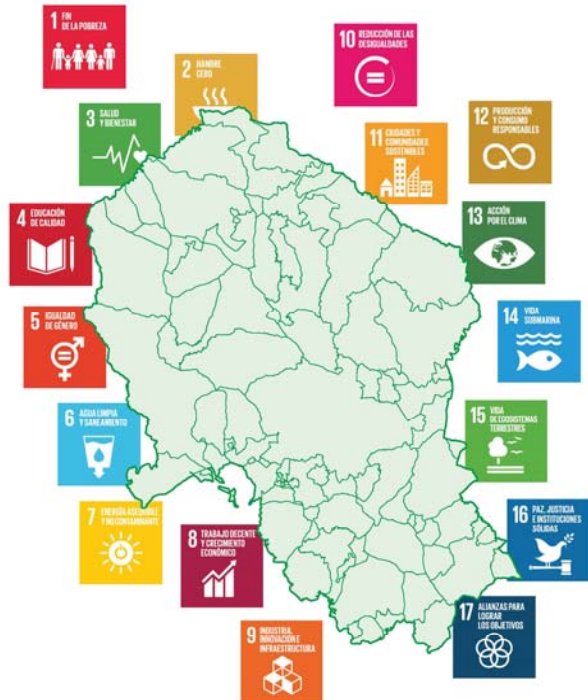 1 FIN
DE LA POBREZA
2 HAMBRE
CERO
3 SALUD
Y BIENESTAR
4 EDUCACIÓN
DE CALIDAD
5 IGUALDAD
DE GÉNERO
6 AGUA LIMPIA
Y SANEAMIENTO
7 ENERGÍA ASEQUIBLE
Y NO CONTAMINANTE
8 TRABAJO DECENTE
Y CRECIMIENTO
ECONÓMICO
9 INDUSTRIA,
INNOVACIÓN E
INFRAESTRUCTURA
10 REDUCCIÓN DE LAS
DESIGUALDADES
11 CIUDADES Y
COMUNIDADES
SOSTENIBLES
12 PRODUCCIÓN
Y CONSUMO
RESPONSABLES
13 ACCIÓN
POR EL CLIMA
14 VIDA
SUBMARINA
15 VIDA
DE ECOSISTEMAS
TERRESTRES
16 PAZ, JUSTICIA
E INSTITUCIONES
SÓLIDAS
17 ALIANZAS PARA
LOGRAR
LOS OBJETIVOS